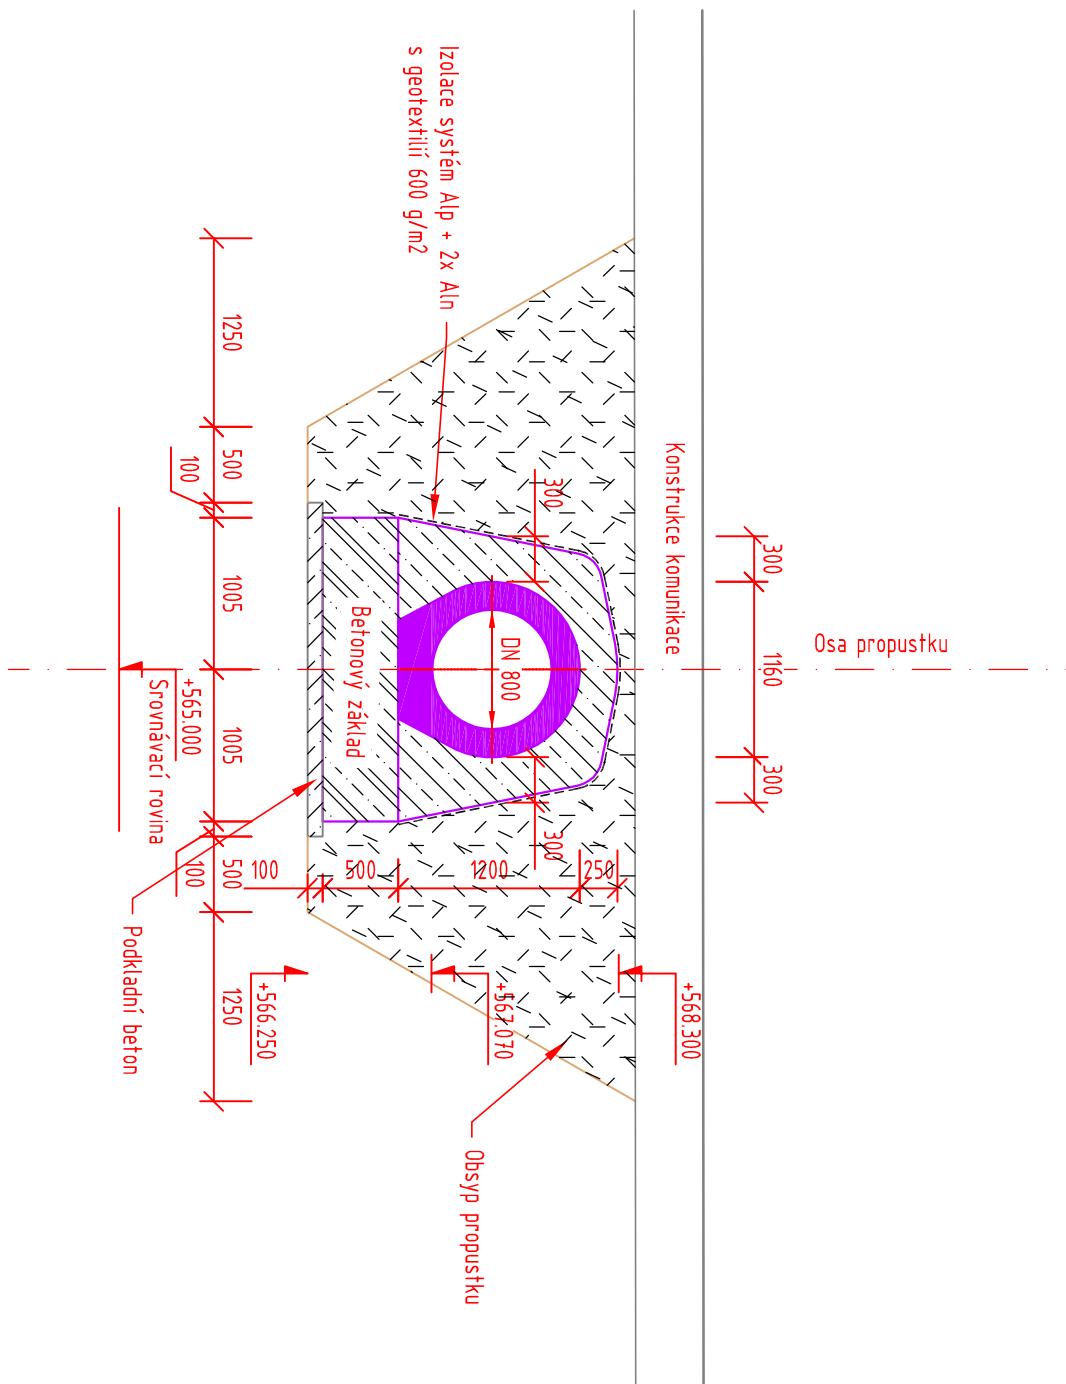 Osa propustku
300
1160
300
Konstrukce komunikace
+568.300
300
300
DN 800
250
1200
500
100
+567.070
Izolace systém Alp + 2x Aln
s geotextilií 600 g/m2
Obsyp propustku
Betonový základ
+566.250
1250
500
1005
1005
500
1250
100
100
+565.000
Srovnávací rovina
Podkladní beton